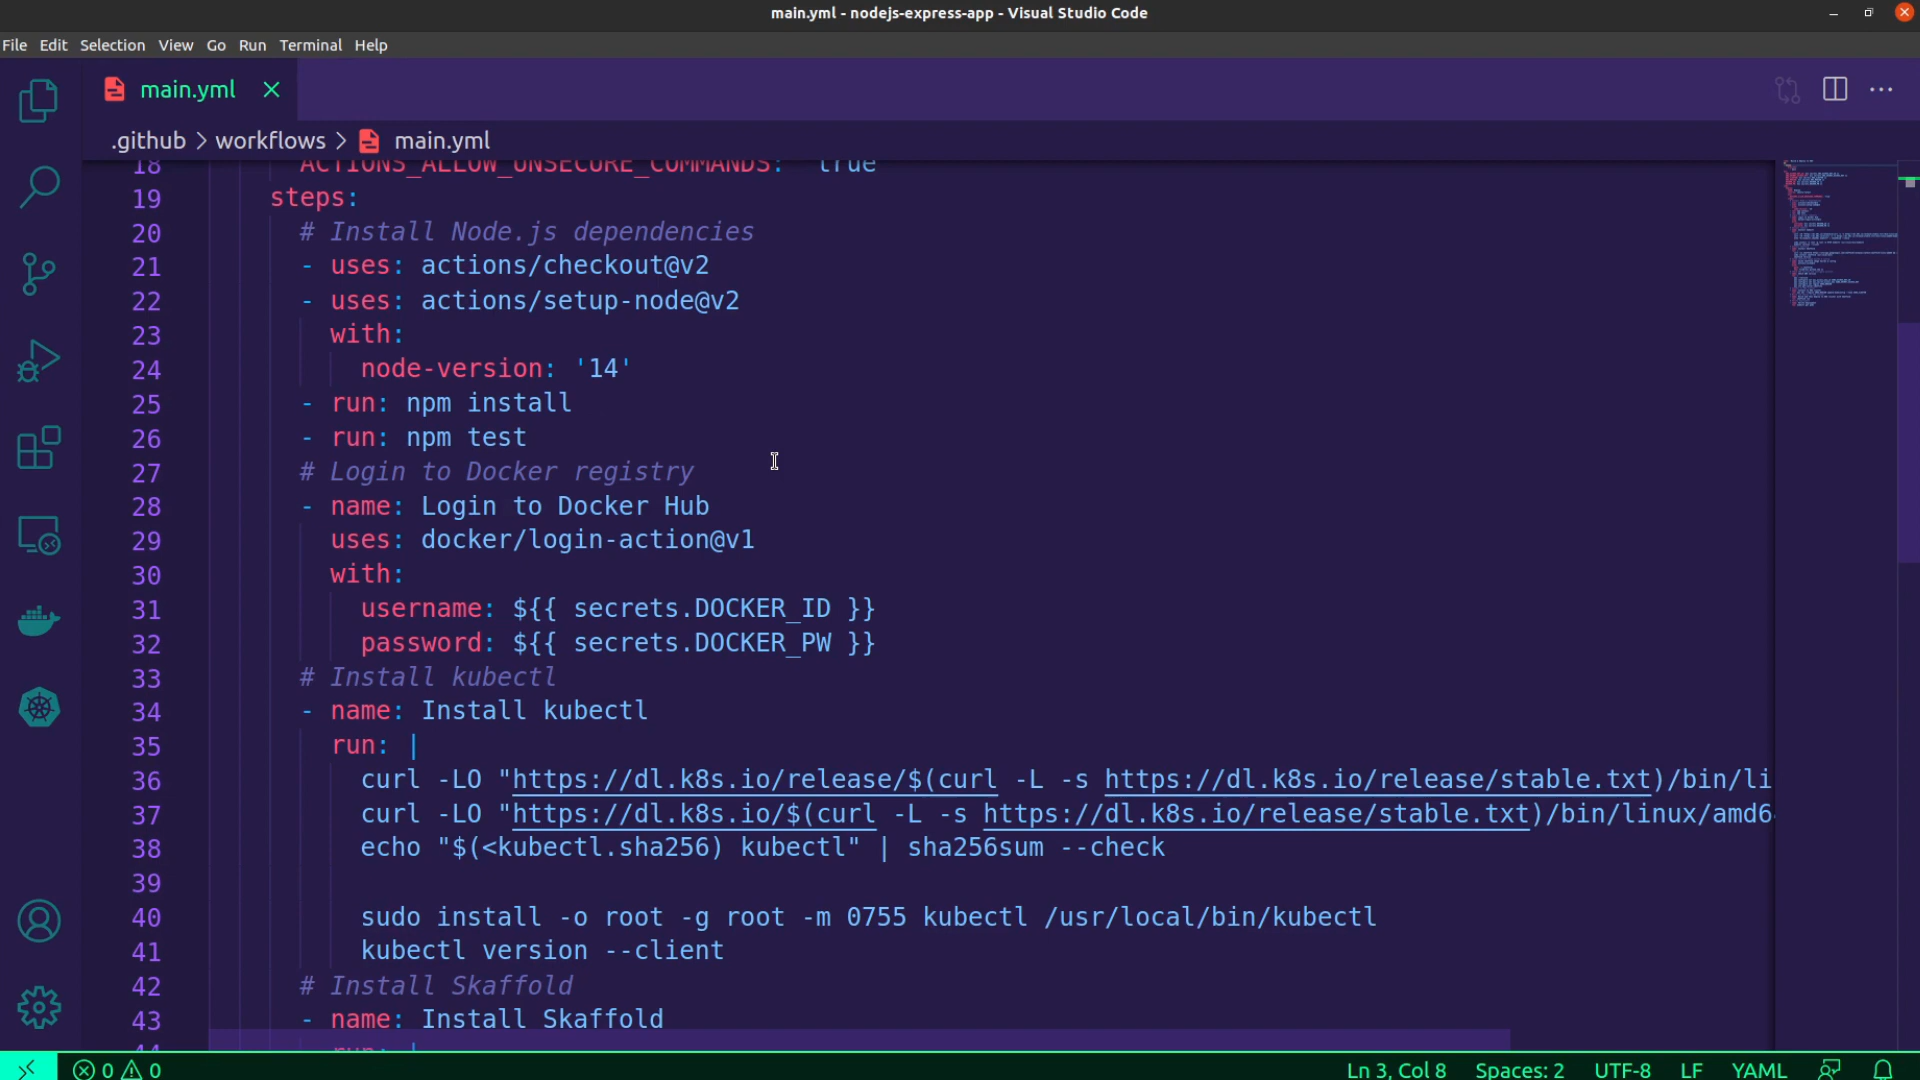 main.yml - nodejs-express-app - Visual Studio Code
File Edit Selection View Go Run Terminal Help
main.yml
.github > workflows > main.yml
18 ACTIONS_ALLOW_UNSECURE_COMMANDS: true
19 steps:
20 # Install Node.js dependencies
21 - uses: actions/checkout@v2
22 - uses: actions/setup-node@v2
23 with:
24 node-version: '14'
25 - run: npm install
26 - run: npm test
27 # Login to Docker registry
28 - name: Login to Docker Hub
29 uses: docker/login-action@v1
30 with:
31 username: ${{ secrets.DOCKER_ID }}
32 password: ${{ secrets.DOCKER_PW }}
33 # Install kubectl
34 - name: Install kubectl
35 run: |
36 curl -LO "https://dl.k8s.io/release/$(curl -L -s https://dl.k8s.io/release/stable.txt)/bin/li
37 curl -LO "https://dl.k8s.io/$(curl -L -s https://dl.k8s.io/release/stable.txt)/bin/linux/amd6
38 echo "$(<kubectl.sha256) kubectl" | sha256sum --check
39
40 sudo install -o root -g root -m 0755 kubectl /usr/local/bin/kubectl
41 kubectl version --client
42 # Install Skaffold
43 - name: Install Skaffold
44 run: |
0 0 Ln 3, Col 8 Spaces: 2 UTF-8 LF YAML